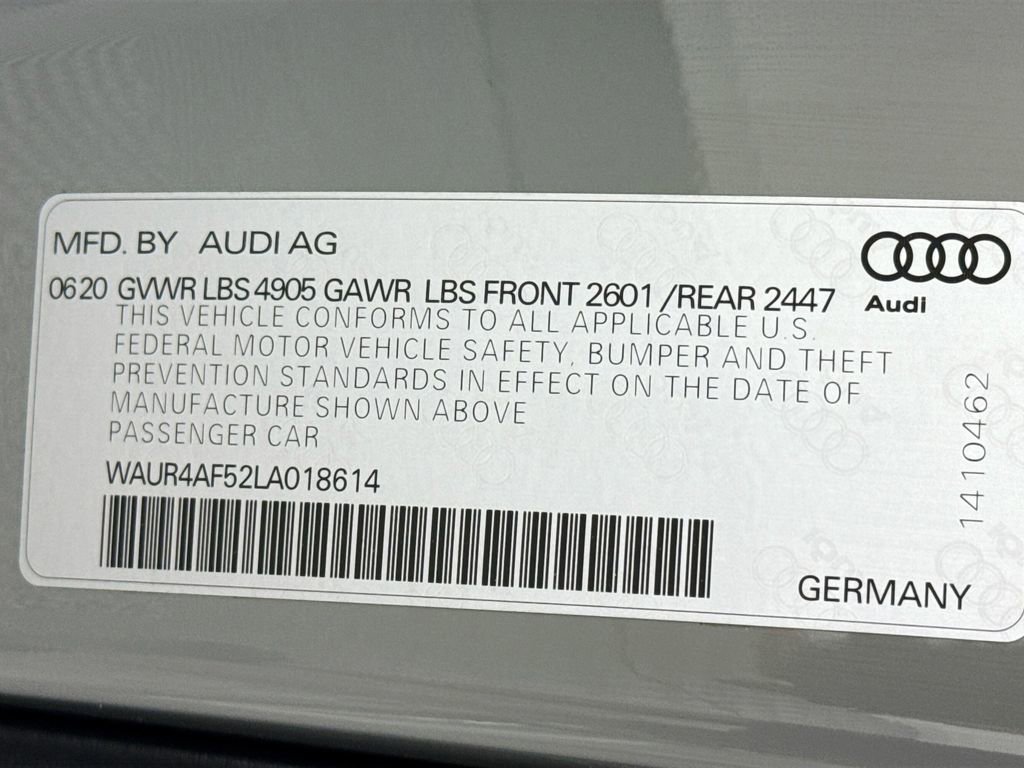 MFD. BY AUDI AG
0620 GVWR LBS 4905 GAWR LBS FRONT 2601 /REAR 2447
THIS VEHICLE CONFORMS TO ALL APPLICABLE U.S.
FEDERAL MOTOR VEHICLE SAFETY, BUMPER AND THEFT
PREVENTION STANDARDS IN EFFECT ON THE DATE OF
MANUFACTURE SHOWN ABOVE
PASSENGER CAR
WAUR4AF52LA018614
Audi
1410462
GERMANY